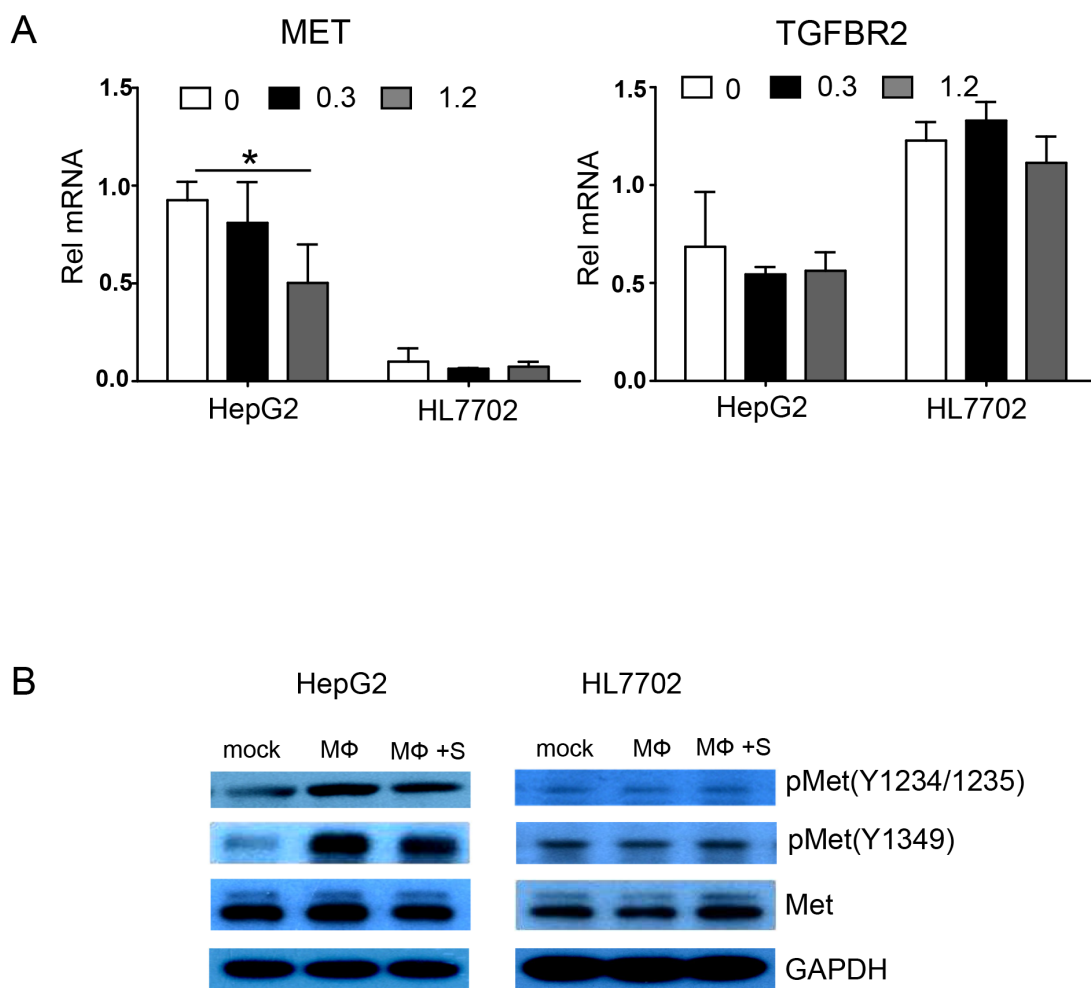 A
MET
TGFBR2
0 0.3 1.2
0 0.3 1.2
Rel mRNA
1.5
1.0
0.5
0.0
*
HepG2 HL7702
Rel mRNA
1.5
1.0
0.5
0.0
HepG2 HL7702
B
HepG2 HL7702
mock MΦ MΦ +S mock MΦ MΦ +S
pMet(Y1234/1235)
pMet(Y1349)
Met
GAPDH